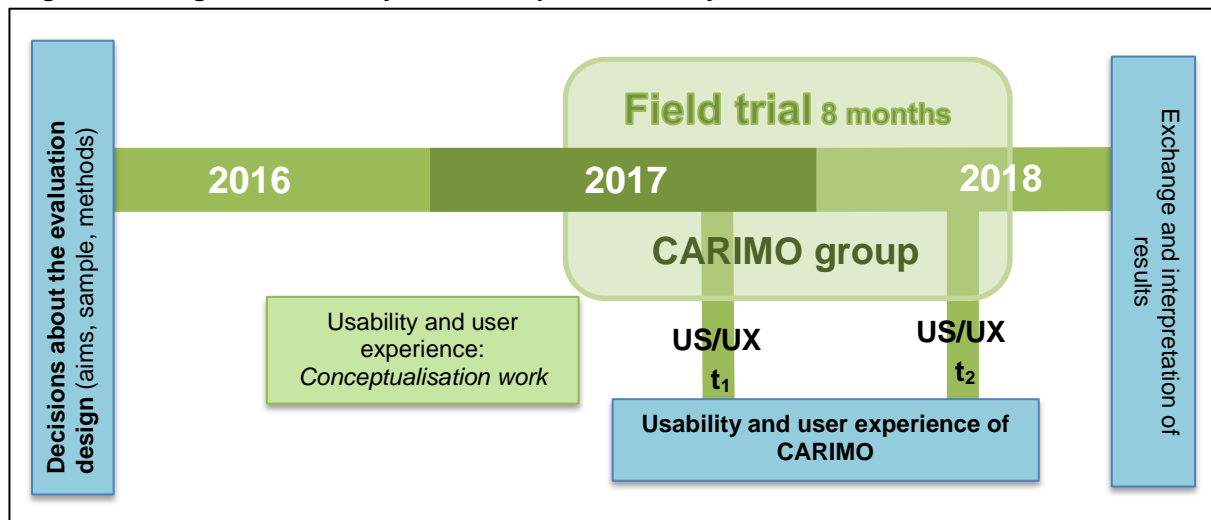 Decisions about the evaluation
design (aims, sample, methods)
Field trial 8 months
2016
2017
2018
CARIMO group
Usability and user
experience:
Conceptualisation work
US/UX
t1
US/UX
t2
Usability and user experience of
CARIMO
Exchange and interpretation of
results